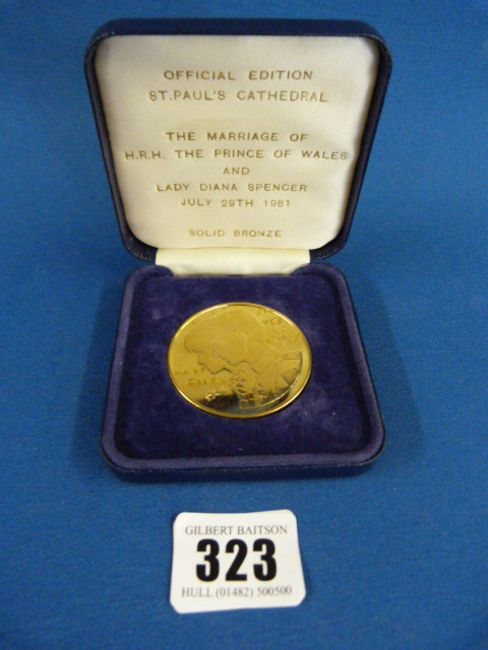 OFFICIAL EDITION
ST.PAUL'S CATHEDRAL
THE MARRIAGE OF
H.R.H. THE PRINCE OF WALES
AND
LADY DIANA SPENCER
JULY 29TH 1981
SOLID BRONZE
GILBERT BAITSON
323
HULL (01482) 500500